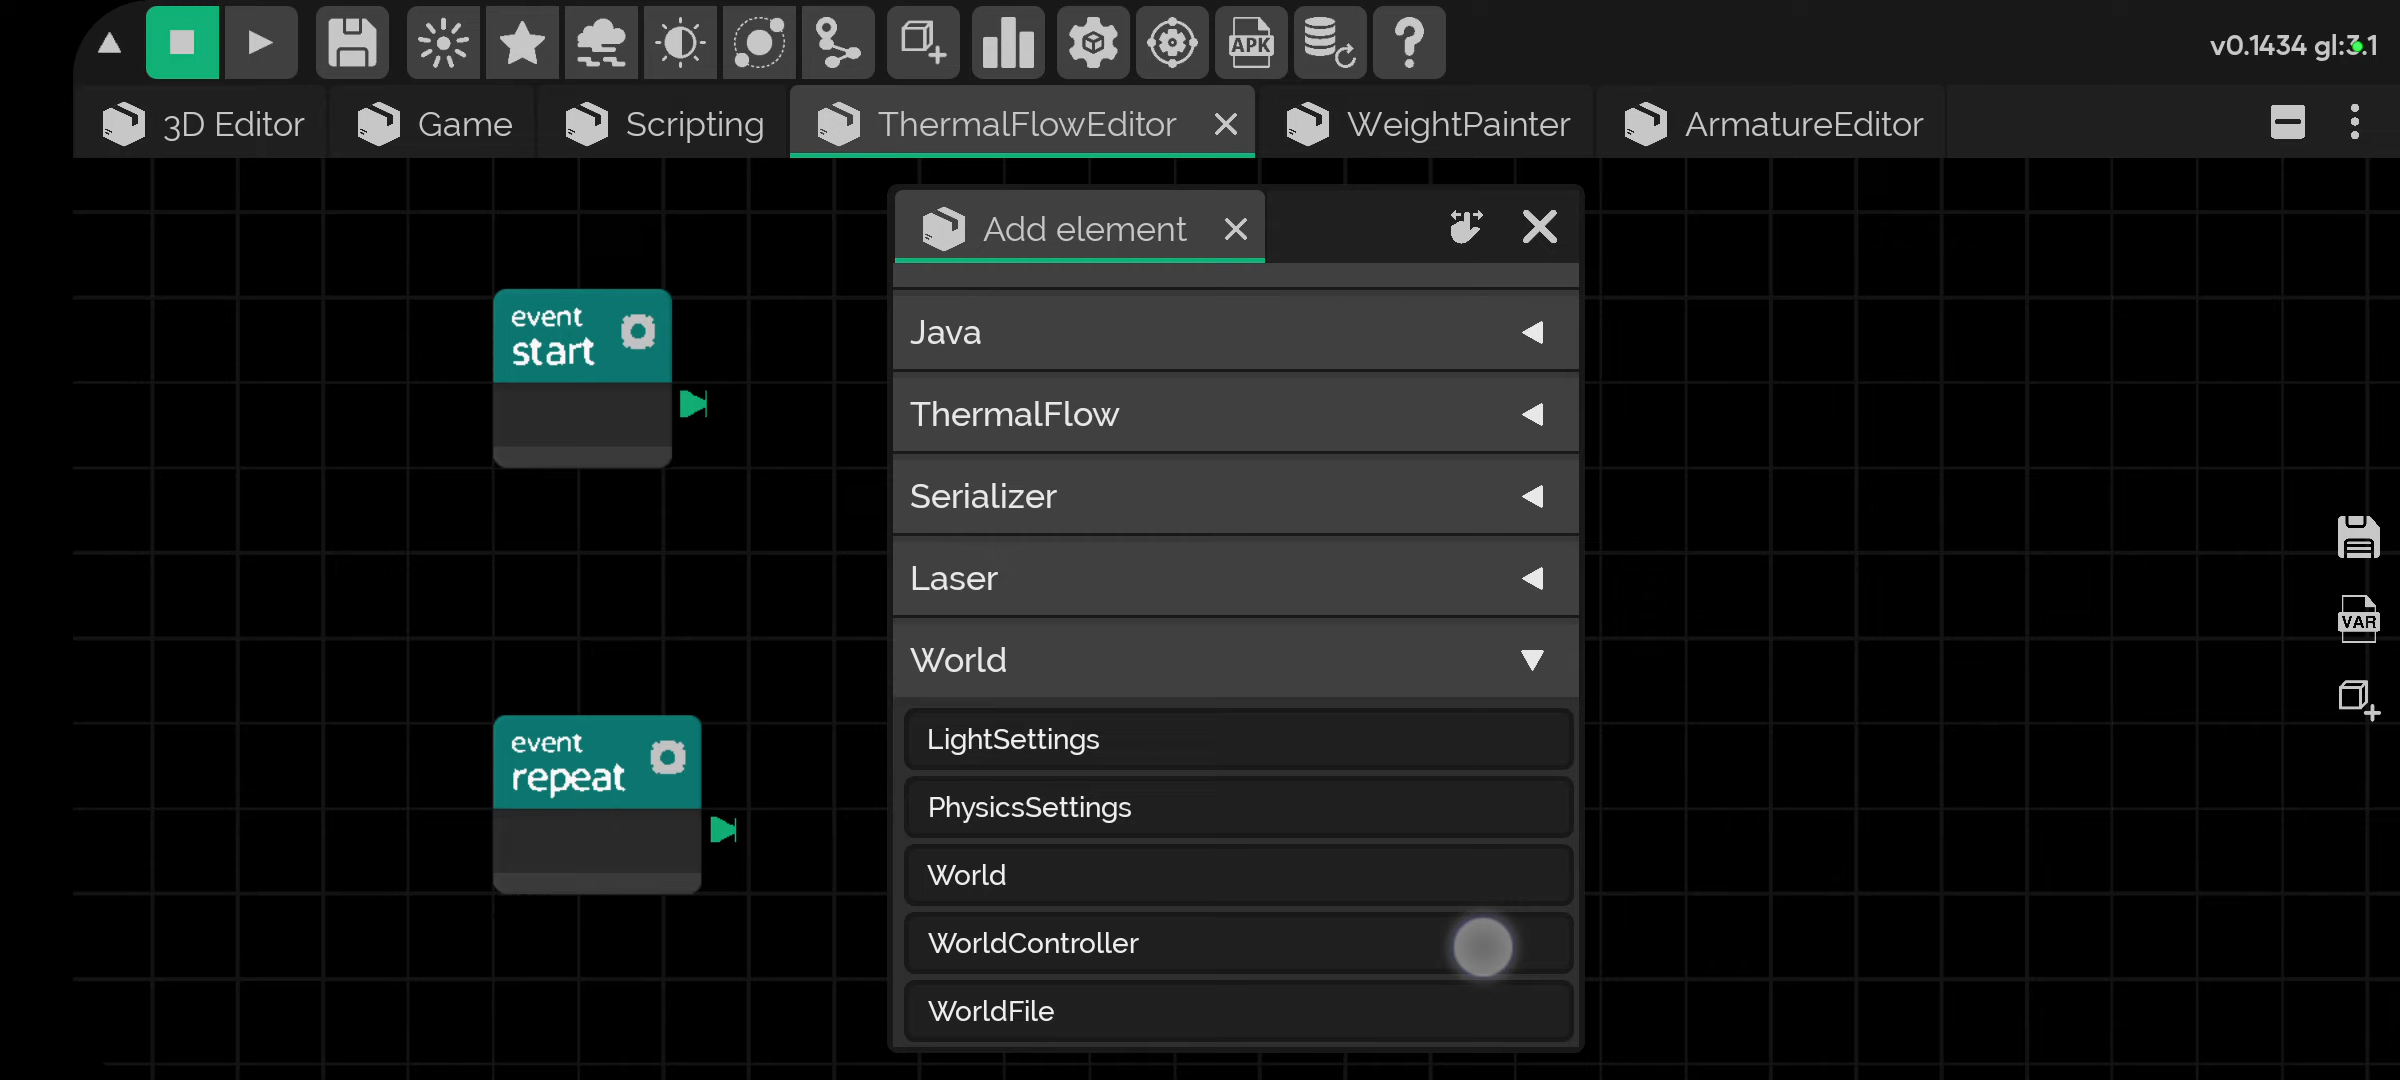 APK
v0.1434 gl:3.1
3D Editor
Game
Scripting
ThermalFlowEditor
WeightPainter
ArmatureEditor
Add element
Java
ThermalFlow
Serializer
Laser
World
LightSettings
PhysicsSettings
World
WorldController
WorldFile
event
start
event
repeat
VAR